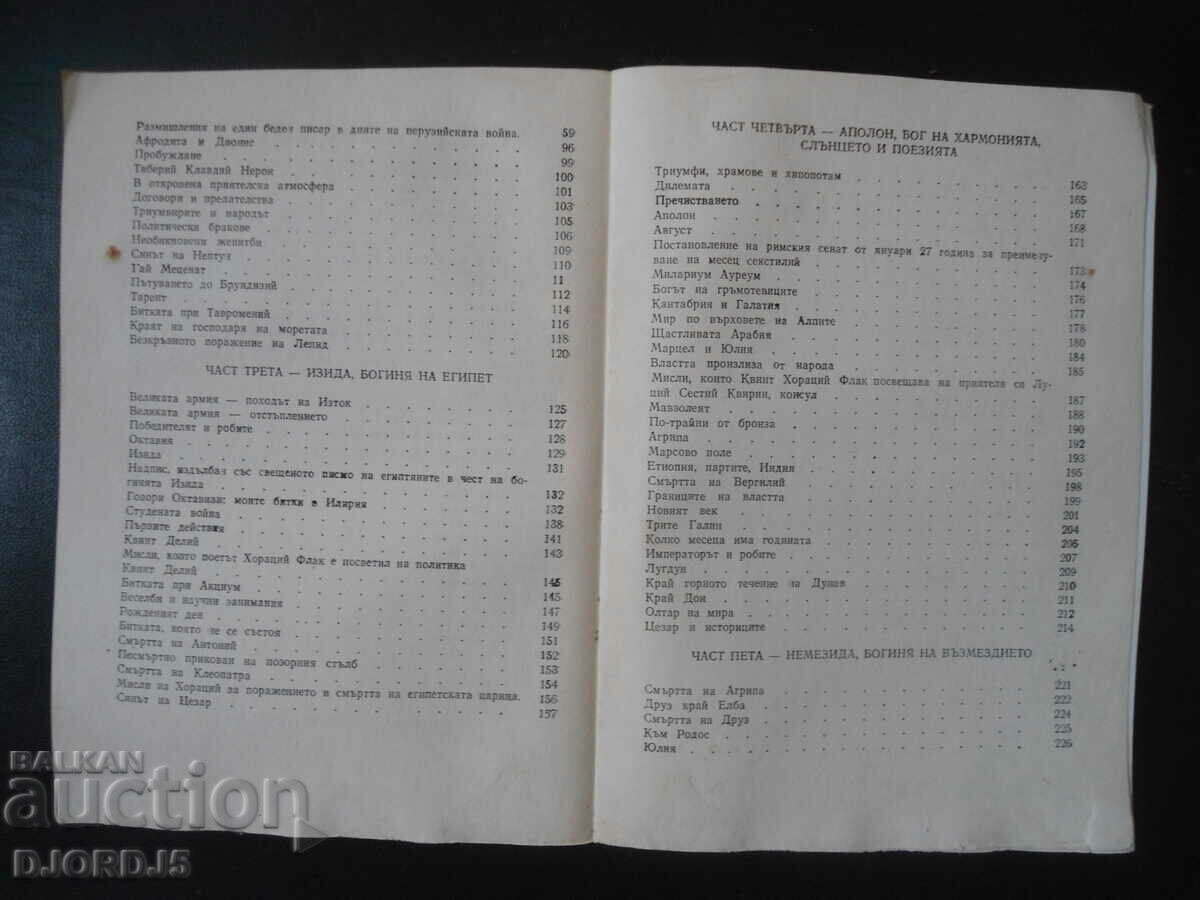 Размишления на един беден писар в дните на перузийската война. 59
Афродита и Дионис 96
Пробуждане 99
Тиберий Клавдий Нерон 100
В откровена приятелска атмосфера 101
Договори и предателства 103
Триумвирите и народът 105
Политически бракове 106
Необикновени женитби 109
Синът на Нептун 110
Гай Меценат 11
Пътуването до Брундизий 112
Тарент 114
Битката при Тавромений 116
Краят на господаря на моретата 118
Безкръвното поражение на Лепид 120
ЧАСТ ТРЕТА — ИЗИДА, БОГИНЯ НА ЕГИПЕТ
Великата армия — походът на Изток 125
Великата армия — отстъплението 127
Победителят и робите 128
Октавия 129
Изида 131
Надпис, издълбан със свещеното писмо на египтяните в чест на бо-
гинята Изида 132
Говори Октавиан: моите битки в Илирия 132
Студената война 138
Първите действия 141
Квинт Делий 143
Мисли, които поетът Хораций Флак е посветил на политика
Квинт Делий 145
Битката при Акциум 145
Веселби и научни занимания 147
Рожденият ден 149
Битката, която не се състоя 151
Смъртта на Антоний 152
Посмъртно прикован на позорния стълб 153
Смъртта на Клеопатра 154
Мисли на Хораций за поражението и смъртта на египетската царица. 156
Синът на Цезар 157
ЧАСТ ЧЕТВЪРТА — АПОЛОН, БОГ НА ХАРМОНИЯТА,
СЛЪНЦЕТО И ПОЕЗИЯТА
Триумфи, храмове и хипопотам 163
Дилемата 165
Пречистването 167
Аполон 168
Август 171
Постановление на римския сенат от януари 27 година за преимену-
ване на месец секстилий 173
Милариум Ауреум 174
Богът на гръмотевиците 176
Кантабрия и Галатия 177
Мир по върховете на Алпите 178
Щастливата Арабия 180
Марцел и Юлия 184
Властта произлиза от народа 185
Мисли, които Квинт Хораций Флак посвещава на приятеля си Лу-
ций Сестий Квирин, консул 187
Мавзолеят 188
По-трайни от бронза 190
Агрипа 192
Марсово поле 193
Етиопия, партите, Индия 195
Смъртта на Вергилий 198
Границите на властта 199
Новият век 201
Трите Галии 204
Колко месеца има годината 206
Императорът и робите 207
Лугдун 209
Край горното течение на Дунав 210
Край Дон 211
Олтар на мира 212
Цезар и историците 214
ЧАСТ ПЕТА — НЕМЕЗИДА, БОГИНЯ НА ВЪЗМЕЗДИЕТО
Смъртта на Агрипа 221
Друз край Елба 222
Смъртта на Друз 224
Към Родос 225
Юлия 226
BALKAN
auction
DJORDJ5